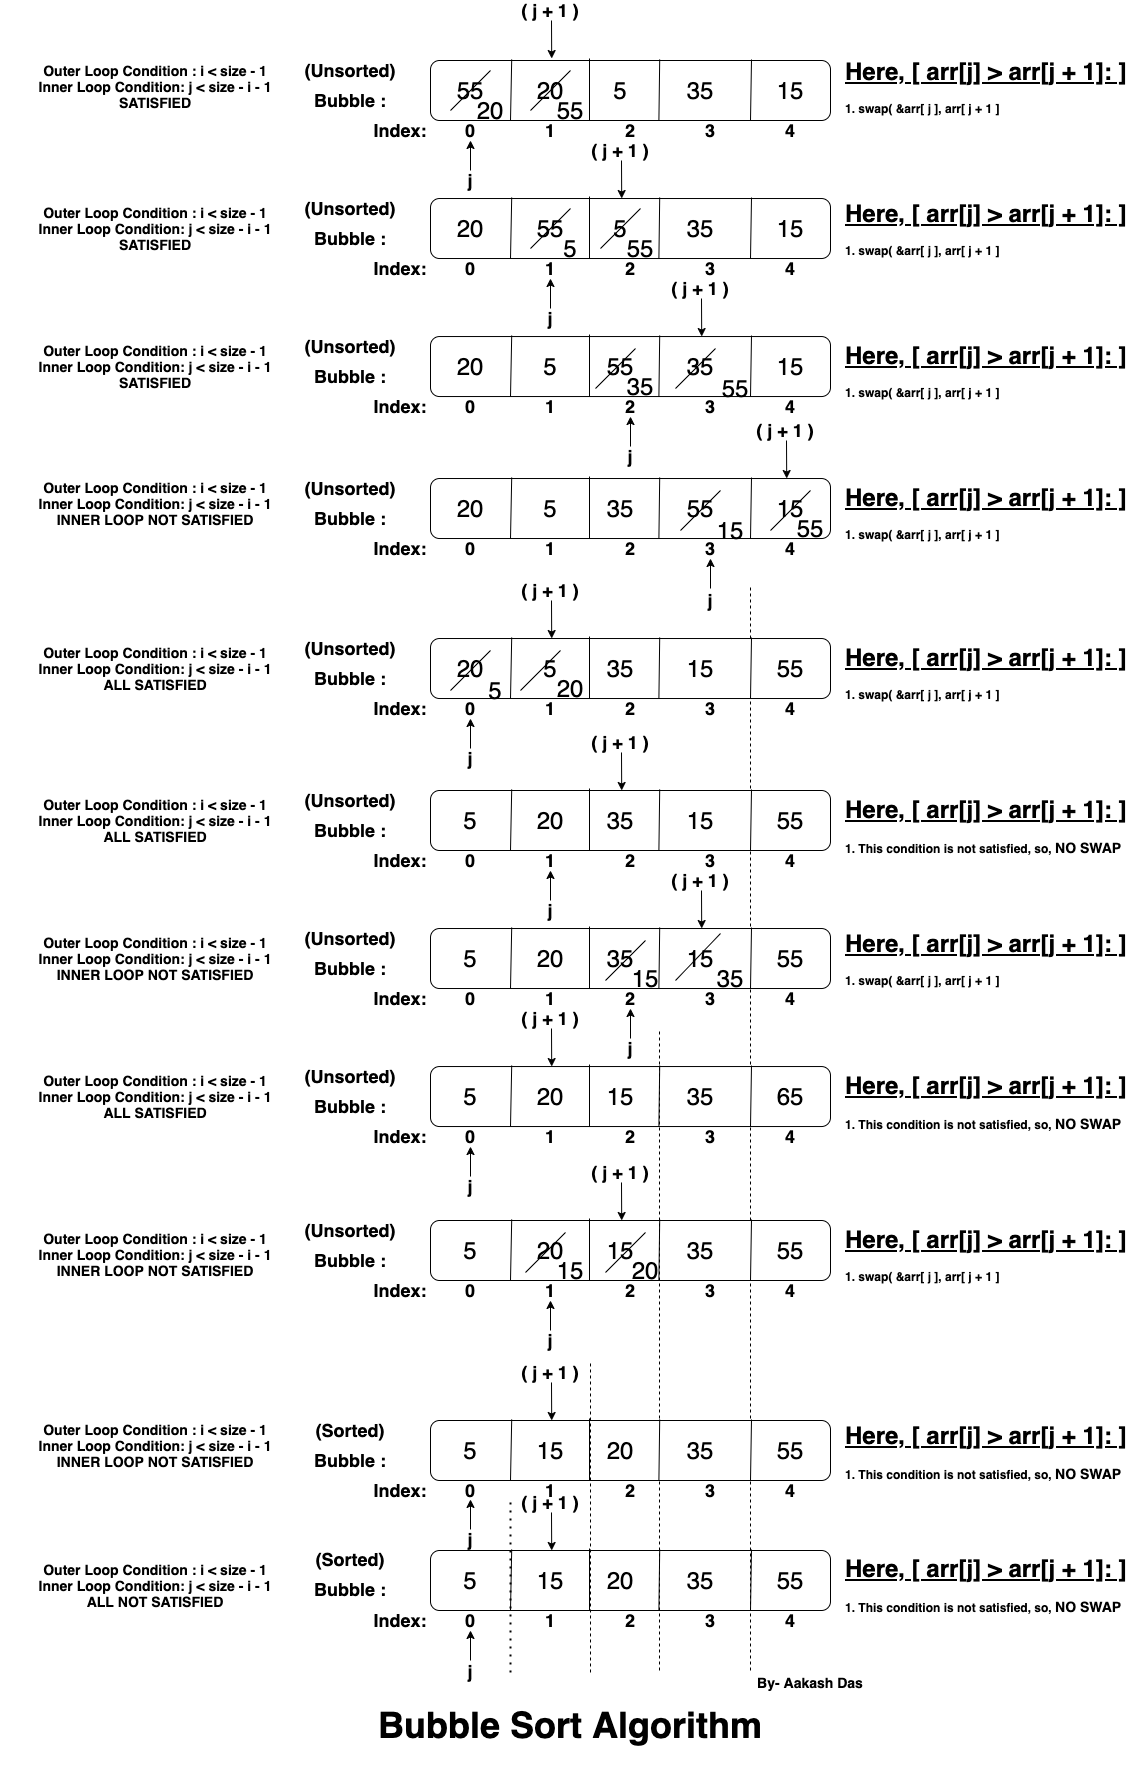 ( j + 1 )
Outer Loop Condition : i < size - 1
Inner Loop Condition: j < size - i - 1
SATISFIED
(Unsorted)
Bubble :
55 20 5 35 15
20 55
Index: 0 1 2 3 4
j
Here, [ arr[j] > arr[j + 1]: ]
1. swap( &arr[ j ], arr[ j + 1 ]
( j + 1 )
Outer Loop Condition : i < size - 1
Inner Loop Condition: j < size - i - 1
SATISFIED
(Unsorted)
Bubble :
20 55 5 35 15
5 55
Index: 0 1 2 3 4
j
Here, [ arr[j] > arr[j + 1]: ]
1. swap( &arr[ j ], arr[ j + 1 ]
( j + 1 )
Outer Loop Condition : i < size - 1
Inner Loop Condition: j < size - i - 1
SATISFIED
(Unsorted)
Bubble :
20 5 55 35 15
35 55
Index: 0 1 2 3 4
j
Here, [ arr[j] > arr[j + 1]: ]
1. swap( &arr[ j ], arr[ j + 1 ]
( j + 1 )
Outer Loop Condition : i < size - 1
Inner Loop Condition: j < size - i - 1
INNER LOOP NOT SATISFIED
(Unsorted)
Bubble :
20 5 35 55 15
15 55
Index: 0 1 2 3 4
j
Here, [ arr[j] > arr[j + 1]: ]
1. swap( &arr[ j ], arr[ j + 1 ]
( j + 1 )
Outer Loop Condition : i < size - 1
Inner Loop Condition: j < size - i - 1
ALL SATISFIED
(Unsorted)
Bubble :
20 5 35 15 55
5 20
Index: 0 1 2 3 4
j
Here, [ arr[j] > arr[j + 1]: ]
1. swap( &arr[ j ], arr[ j + 1 ]
( j + 1 )
Outer Loop Condition : i < size - 1
Inner Loop Condition: j < size - i - 1
ALL SATISFIED
(Unsorted)
Bubble :
5 20 35 15 55
Index: 0 1 2 3 4
j
Here, [ arr[j] > arr[j + 1]: ]
1. This condition is not satisfied, so, NO SWAP
( j + 1 )
Outer Loop Condition : i < size - 1
Inner Loop Condition: j < size - i - 1
INNER LOOP NOT SATISFIED
(Unsorted)
Bubble :
5 20 35 15 55
15 35
Index: 0 1 2 3 4
j
Here, [ arr[j] > arr[j + 1]: ]
1. swap( &arr[ j ], arr[ j + 1 ]
( j + 1 )
Outer Loop Condition : i < size - 1
Inner Loop Condition: j < size - i - 1
ALL SATISFIED
(Unsorted)
Bubble :
5 20 15 35 65
Index: 0 1 2 3 4
j
Here, [ arr[j] > arr[j + 1]: ]
1. This condition is not satisfied, so, NO SWAP
( j + 1 )
Outer Loop Condition : i < size - 1
Inner Loop Condition: j < size - i - 1
INNER LOOP NOT SATISFIED
(Unsorted)
Bubble :
5 20 15 35 55
15 20
Index: 0 1 2 3 4
j
Here, [ arr[j] > arr[j + 1]: ]
1. swap( &arr[ j ], arr[ j + 1 ]
( j + 1 )
Outer Loop Condition : i < size - 1
Inner Loop Condition: j < size - i - 1
INNER LOOP NOT SATISFIED
(Sorted)
Bubble :
5 15 20 35 55
Index: 0 1 2 3 4
j
Here, [ arr[j] > arr[j + 1]: ]
1. This condition is not satisfied, so, NO SWAP
( j + 1 )
Outer Loop Condition : i < size - 1
Inner Loop Condition: j < size - i - 1
ALL NOT SATISFIED
(Sorted)
Bubble :
5 15 20 35 55
Index: 0 1 2 3 4
j
Here, [ arr[j] > arr[j + 1]: ]
1. This condition is not satisfied, so, NO SWAP
By- Aakash Das
Bubble Sort Algorithm